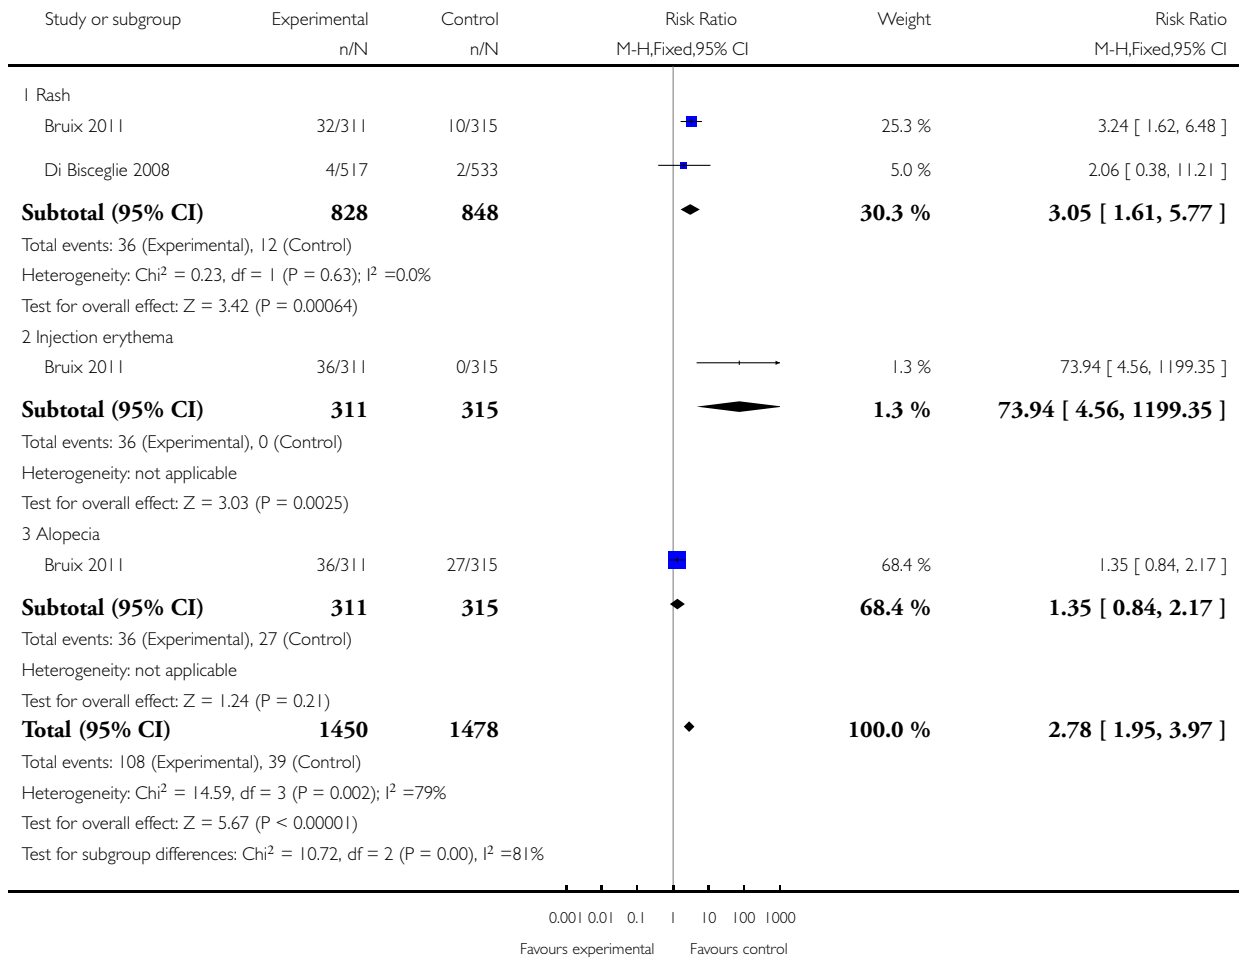 Study or subgroup Experimental Control Risk Ratio Weight Risk Ratio
n/N n/N M-H,Fixed,95% CI M-H,Fixed,95% CI
1 Rash
Bruix 2011 32/311 10/315 25.3 % 3.24 [ 1.62, 6.48 ]
Di Bisceglie 2008 4/517 2/533 5.0 % 2.06 [ 0.38, 11.21 ]
Subtotal (95% CI) 828 848 30.3 % 3.05 [ 1.61, 5.77 ]
Total events: 36 (Experimental), 12 (Control)
Heterogeneity: Chi² = 0.23, df = 1 (P = 0.63); I² =0.0%
Test for overall effect: Z = 3.42 (P = 0.00064)
2 Injection erythema
Bruix 2011 36/311 0/315 1.3 % 73.94 [ 4.56, 1199.35 ]
Subtotal (95% CI) 311 315 1.3 % 73.94 [ 4.56, 1199.35 ]
Total events: 36 (Experimental), 0 (Control)
Heterogeneity: not applicable
Test for overall effect: Z = 3.03 (P = 0.0025)
3 Alopecia
Bruix 2011 36/311 27/315 68.4 % 1.35 [ 0.84, 2.17 ]
Subtotal (95% CI) 311 315 68.4 % 1.35 [ 0.84, 2.17 ]
Total events: 36 (Experimental), 27 (Control)
Heterogeneity: not applicable
Test for overall effect: Z = 1.24 (P = 0.21)
Total (95% CI) 1450 1478 100.0 % 2.78 [ 1.95, 3.97 ]
Total events: 108 (Experimental), 39 (Control)
Heterogeneity: Chi² = 14.59, df = 3 (P = 0.002); I² =79%
Test for overall effect: Z = 5.67 (P < 0.00001)
Test for subgroup differences: Chi² = 10.72, df = 2 (P = 0.00), I² =81%
0.001 0.01 0.1 1 10 100 1000
Favours experimental Favours control